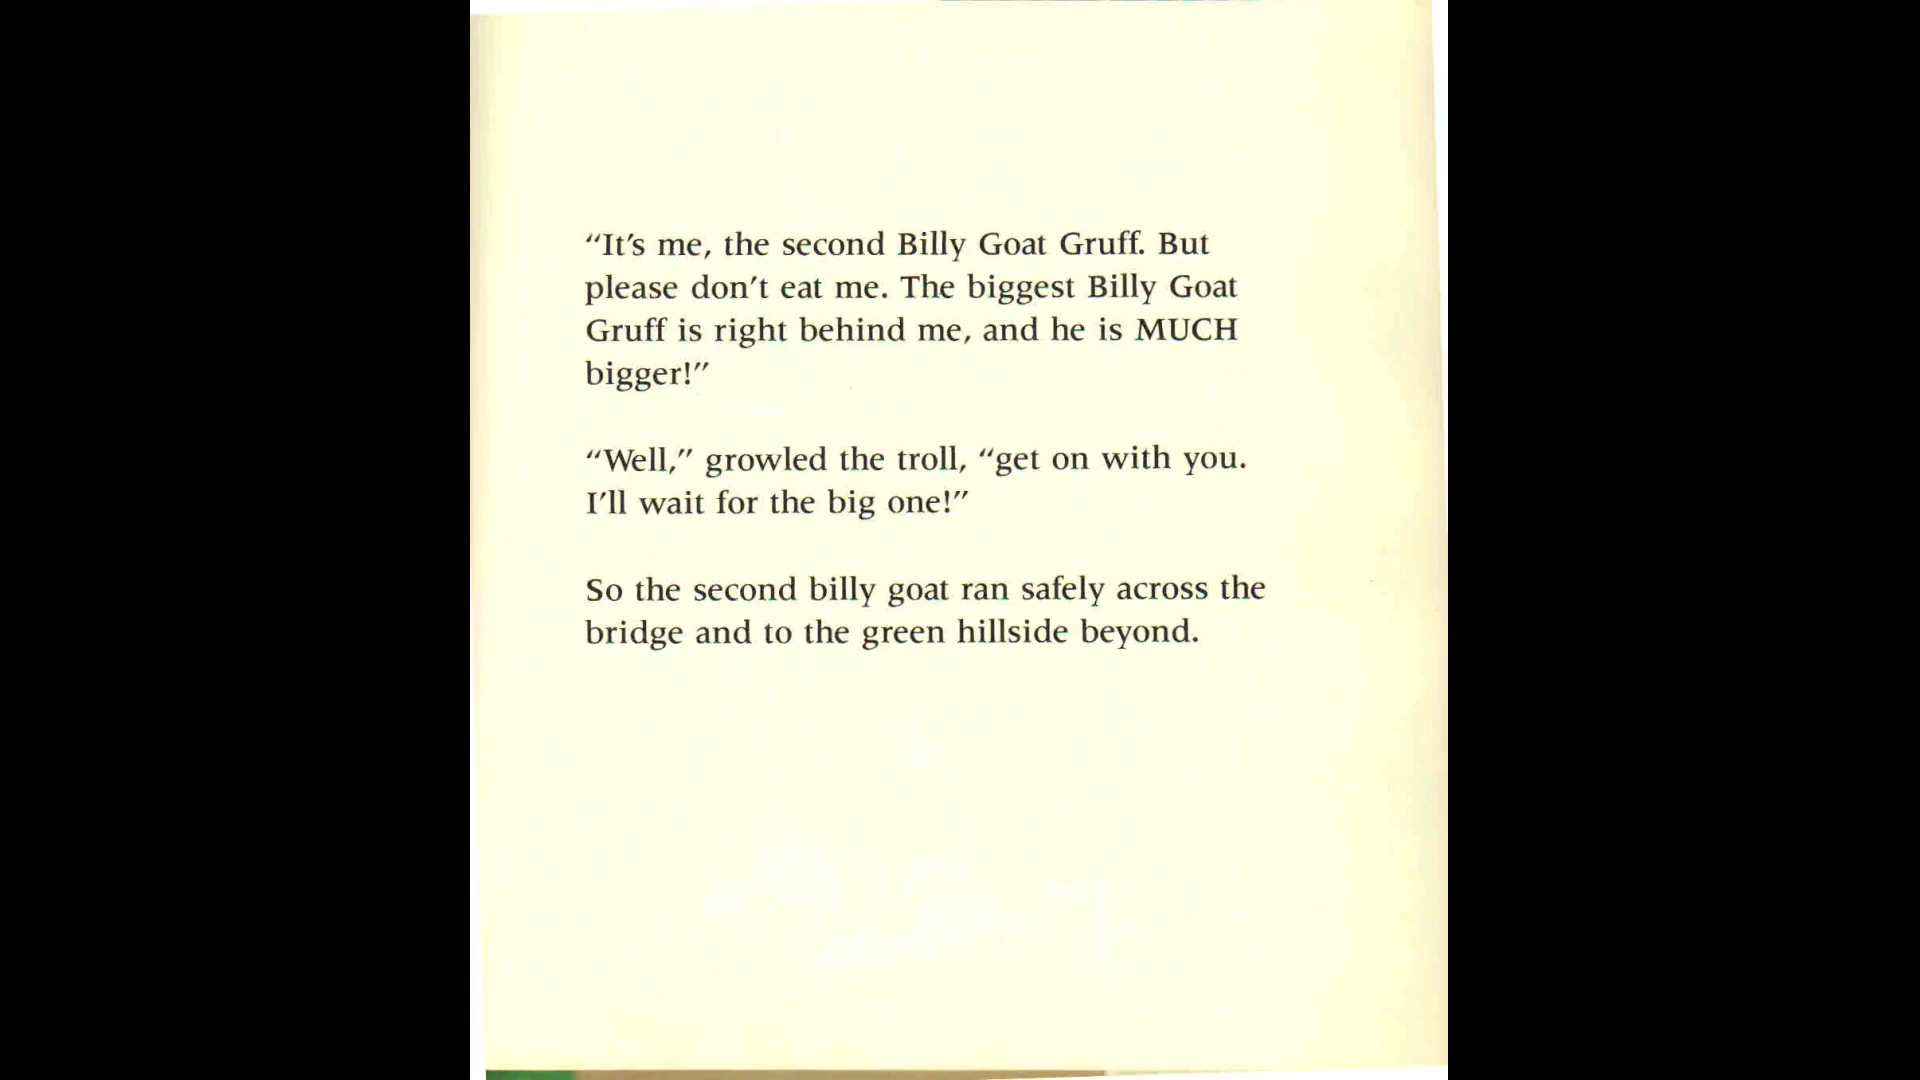 “It’s me, the second Billy Goat Gruff. But
please don’t eat me. The biggest Billy Goat
Gruff is right behind me, and he is MUCH
bigger!”
“Well,” growled the troll, “get on with you.
I’ll wait for the big one!”
So the second billy goat ran safely across the
bridge and to the green hillside beyond.